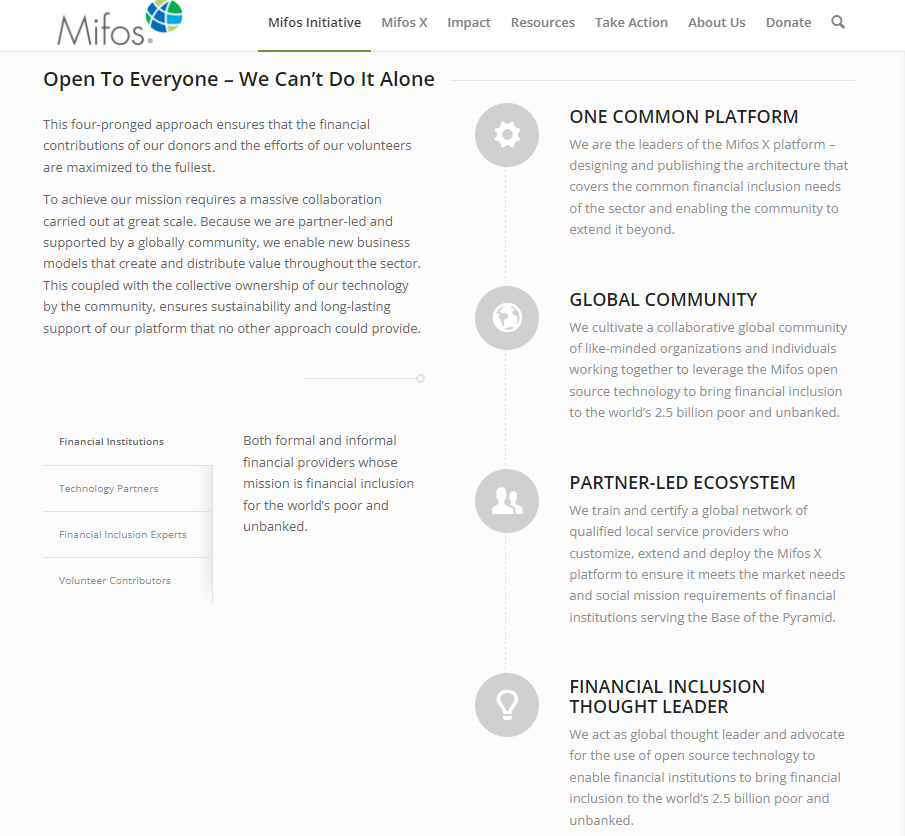 Mifos®
Mifos Initiative
Mifos X
Impact
Resources
Take Action
About Us
Donate
Open To Everyone – We Can't Do It Alone
This four-pronged approach ensures that the financial
contributions of our donors and the efforts of our volunteers
are maximized to the fullest.
To achieve our mission requires a massive collaboration
carried out at great scale. Because we are partner-led and
supported by a globally community, we enable new business
models that create and distribute value throughout the sector.
This coupled with the collective ownership of our technology
by the community, ensures sustainability and long-lasting
support of our platform that no other approach could provide.
Financial Institutions
Technology Partners
Financial Inclusion Experts
Volunteer Contributors
Both formal and informal
financial providers whose
mission is financial inclusion
for the world's poor and
unbanked.
ONE COMMON PLATFORM
We are the leaders of the Mifos X platform –
designing and publishing the architecture that
covers the common financial inclusion needs
of the sector and enabling the community to
extend it beyond.
GLOBAL COMMUNITY
We cultivate a collaborative global community
of like-minded organizations and individuals
working together to leverage the Mifos open
source technology to bring financial inclusion
to the world's 2.5 billion poor and unbanked.
PARTNER-LED ECOSYSTEM
We train and certify a global network of
qualified local service providers who
customize, extend and deploy the Mifos X
platform to ensure it meets the market needs
and social mission requirements of financial
institutions serving the Base of the Pyramid.
FINANCIAL INCLUSION
THOUGHT LEADER
We act as global thought leader and advocate
for the use of open source technology to
enable financial institutions to bring financial
inclusion to the world's 2.5 billion poor and
unbanked.